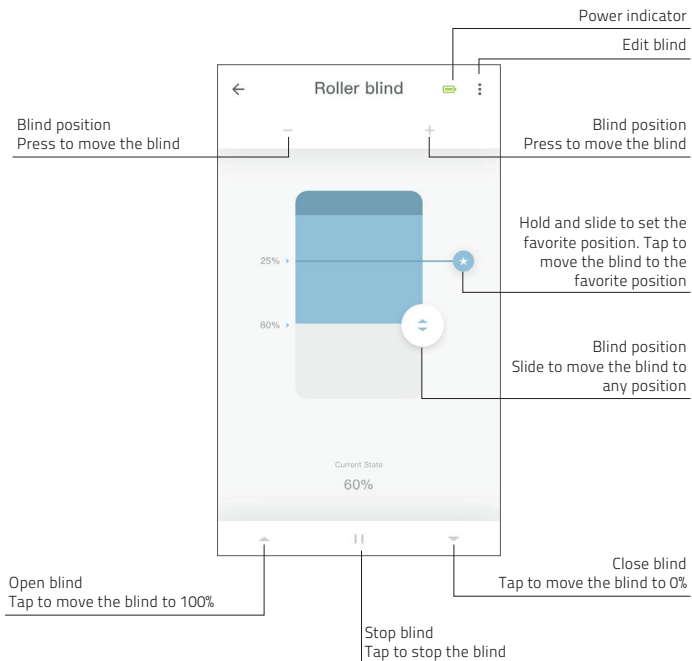 Power indicator
Edit blind
Roller blind
Blind position
Press to move the blind
Blind position
Press to move the blind
Hold and slide to set the
favorite position. Tap to
move the blind to the
favorite position
25%
60%
Blind position
Slide to move the blind to
any position
Current State
60%
Open blind
Tap to move the blind to 100%
Close blind
Tap to move the blind to 0%
Stop blind
Tap to stop the blind